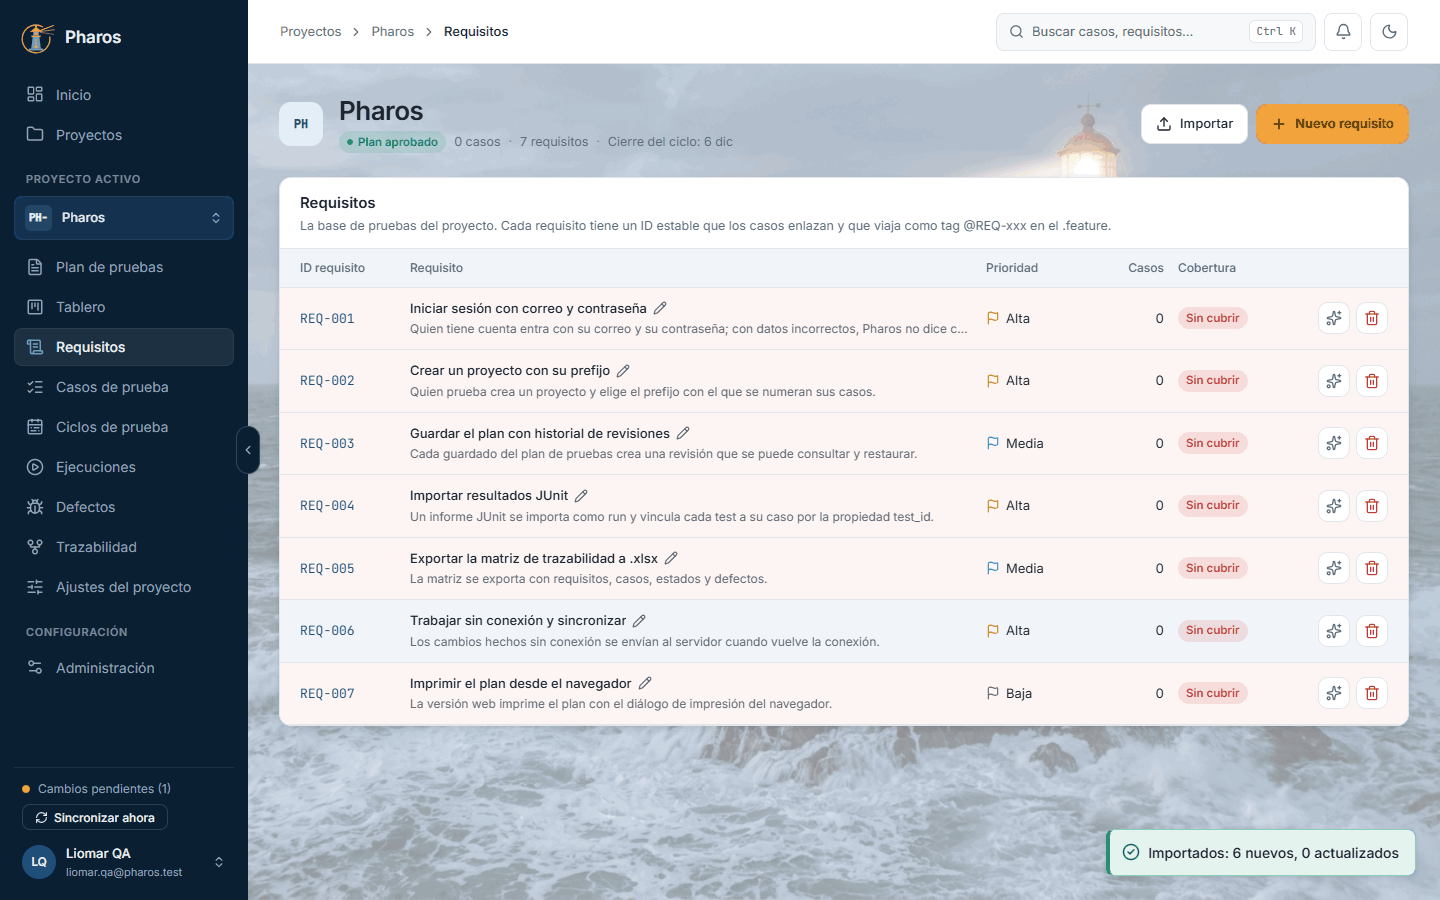 Pharos
Inicio
Proyectos
PROYECTO ACTIVO
PH- Pharos
Plan de pruebas
Tablero
Requisitos
Casos de prueba
Ciclos de prueba
Ejecuciones
Defectos
Trazabilidad
Ajustes del proyecto
CONFIGURACIÓN
Administración
Cambios pendientes (1)
Sincronizar ahora
LQ
Liomar QA
liomar.qa@pharos.test
Proyectos > Pharos > Requisitos
Buscar casos, requisitos... Ctrl K
PH
Pharos
Plan aprobado 0 casos · 7 requisitos · Cierre del ciclo: 6 dic
Importar
Nuevo requisito
Requisitos
La base de pruebas del proyecto. Cada requisito tiene un ID estable que los casos enlazan y que viaja como tag @REQ-xxx en el .feature.
ID requisito Requisito Prioridad Casos Cobertura
REQ-001 Iniciar sesión con correo y contraseña Alta 0 Sin cubrir
Quien tiene cuenta entra con su correo y su contraseña; con datos incorrectos, Pharos no dice c...
REQ-002 Crear un proyecto con su prefijo Alta 0 Sin cubrir
Quien prueba crea un proyecto y elige el prefijo con el que se numeran sus casos.
REQ-003 Guardar el plan con historial de revisiones Media 0 Sin cubrir
Cada guardado del plan de pruebas crea una revisión que se puede consultar y restaurar.
REQ-004 Importar resultados JUnit Alta 0 Sin cubrir
Un informe JUnit se importa como run y vincula cada test a su caso por la propiedad test_id.
REQ-005 Exportar la matriz de trazabilidad a .xlsx Media 0 Sin cubrir
La matriz se exporta con requisitos, casos, estados y defectos.
REQ-006 Trabajar sin conexión y sincronizar Alta 0 Sin cubrir
Los cambios hechos sin conexión se envían al servidor cuando vuelve la conexión.
REQ-007 Imprimir el plan desde el navegador Baja 0 Sin cubrir
La versión web imprime el plan con el diálogo de impresión del navegador.
Importados: 6 nuevos, 0 actualizados